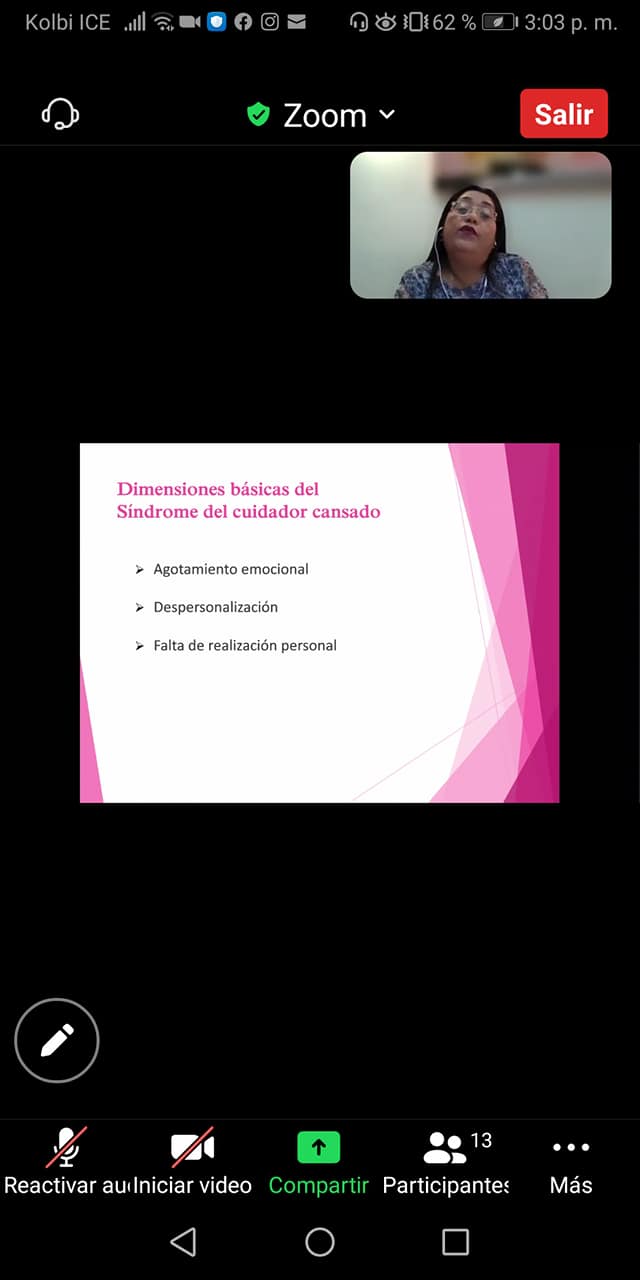 Kolbi ICE 62 % 3:03 p. m.
Zoom Salir
Dimensiones básicas del
Síndrome del cuidador cansado
Agotamiento emocional
Despersonalización
Falta de realización personal
13
Reactivar au Iniciar video Compartir Participantes Más